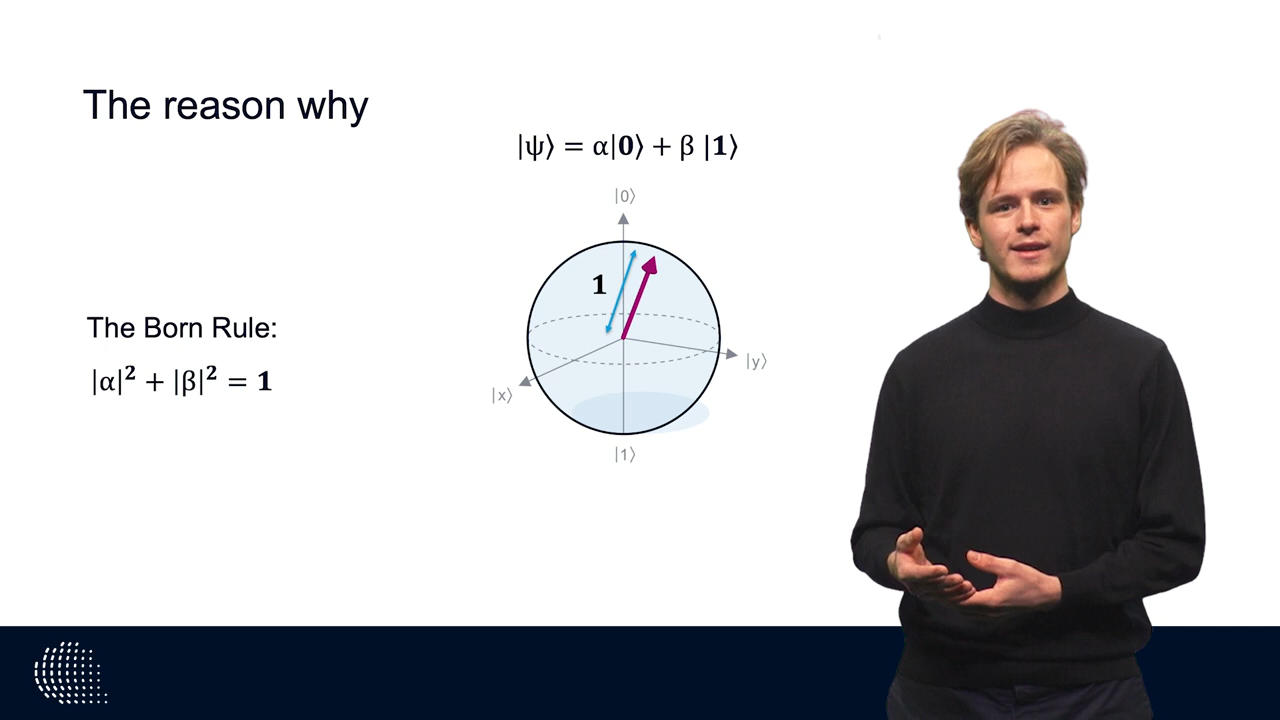 The reason why
|ψ⟩ = α|0⟩ + β |1⟩
|0⟩
1
The Born Rule:
|y⟩
|α|² + |β|² = 1
|x⟩
|1⟩